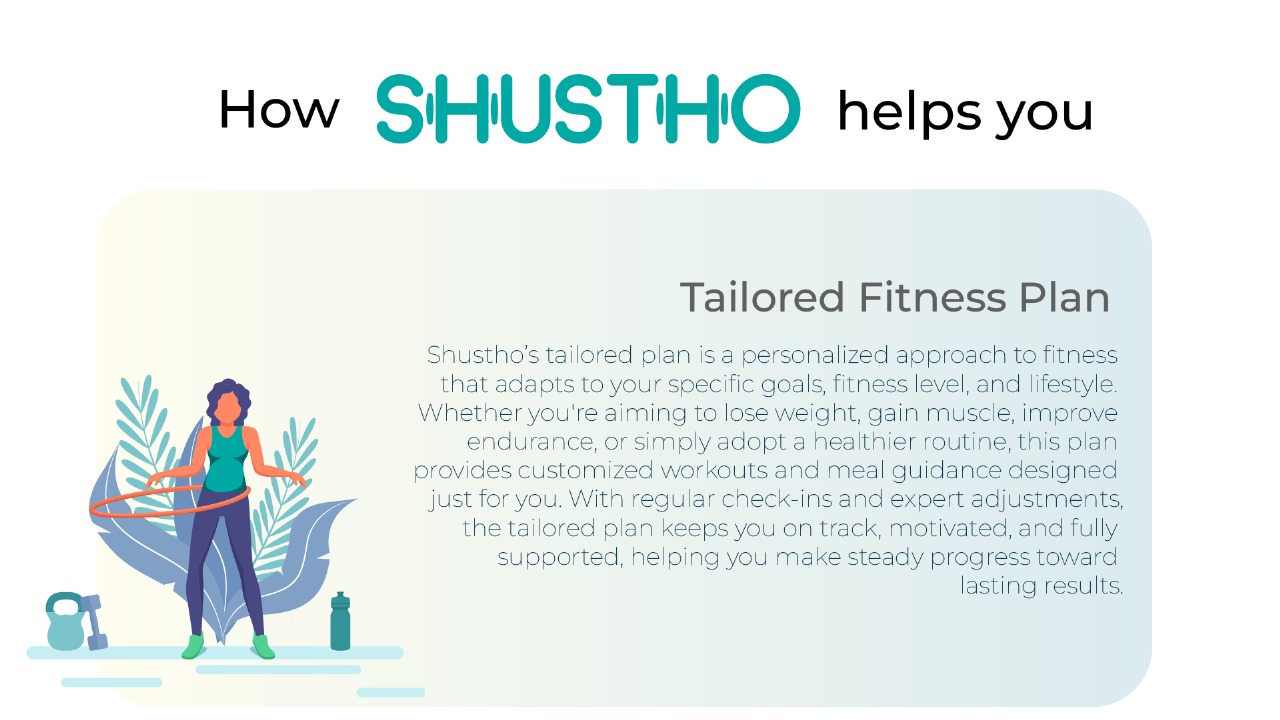 How SHUSTHO helps you
Tailored Fitness Plan
Shustho’s tailored plan is a personalized approach to fitness
that adapts to your specific goals, fitness level, and lifestyle.
Whether you're aiming to lose weight, gain muscle, improve
endurance, or simply adopt a healthier routine, this plan
provides customized workouts and meal guidance designed
just for you. With regular check-ins and expert adjustments,
the tailored plan keeps you on track, motivated, and fully
supported, helping you make steady progress toward
lasting results.